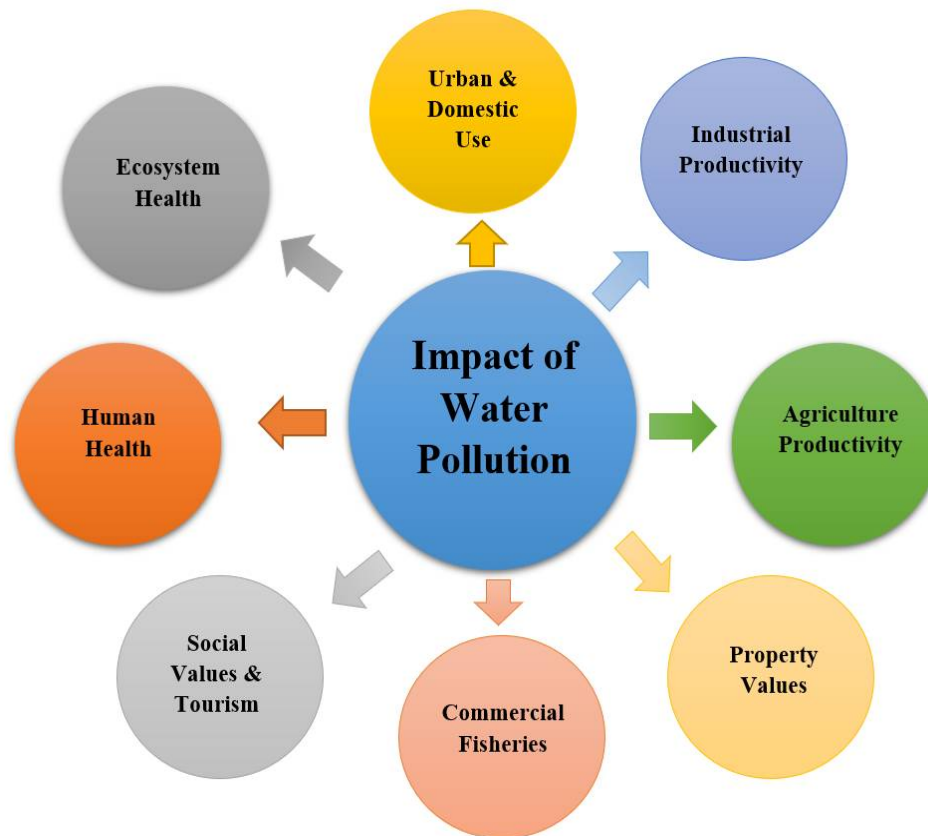 Urban &
Domestic
Use
Industrial
Productivity
Ecosystem
Health
Impact of
Water
Pollution
Human
Health
Agriculture
Productivity
Social
Values &
Tourism
Commercial
Fisheries
Property
Values